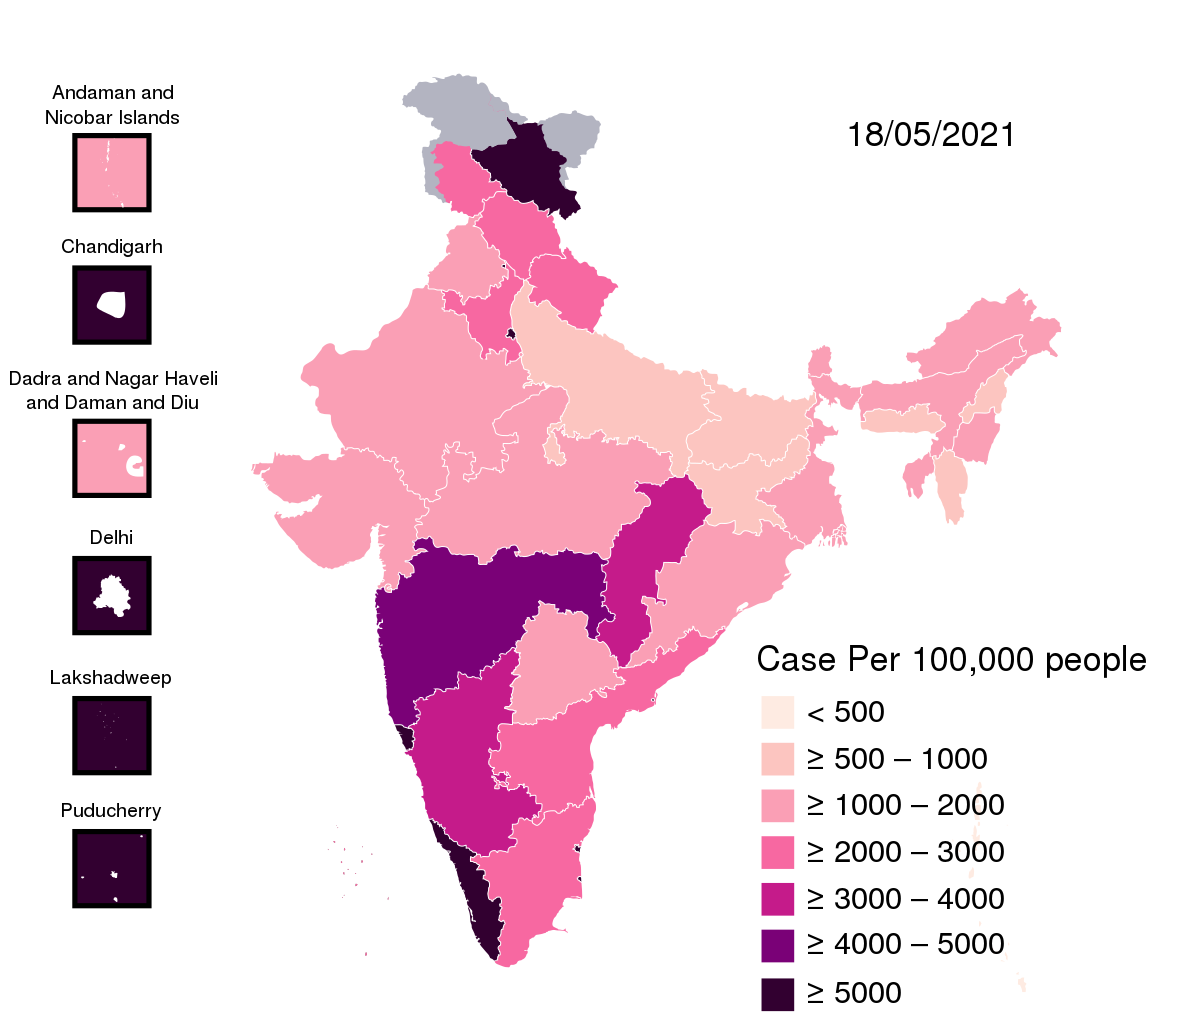 Andaman and
Nicobar Islands
Chandigarh
Dadra and Nagar Haveli
and Daman and Diu
Delhi
Lakshadweep
Puducherry
18/05/2021
Case Per 100,000 people
< 500
≥ 500 – 1000
≥ 1000 – 2000
≥ 2000 – 3000
≥ 3000 – 4000
≥ 4000 – 5000
≥ 5000